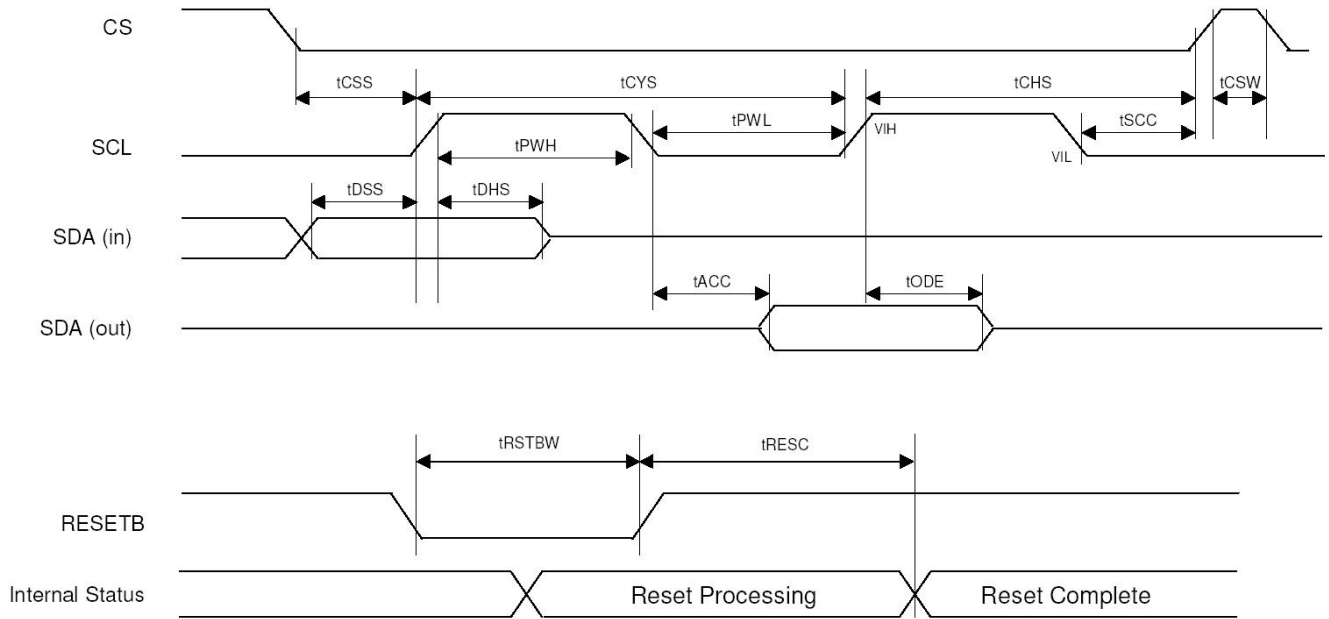 CS
tCSS
tCYS
tCHS
tCSW
SCL
tPWH
tPWL
VIH
tSCC
VIL
tDSS
tDHS
SDA (in)
tACC
tODE
SDA (out)
tRSTBW
tRESC
RESETB
Internal Status
Reset Processing
Reset Complete